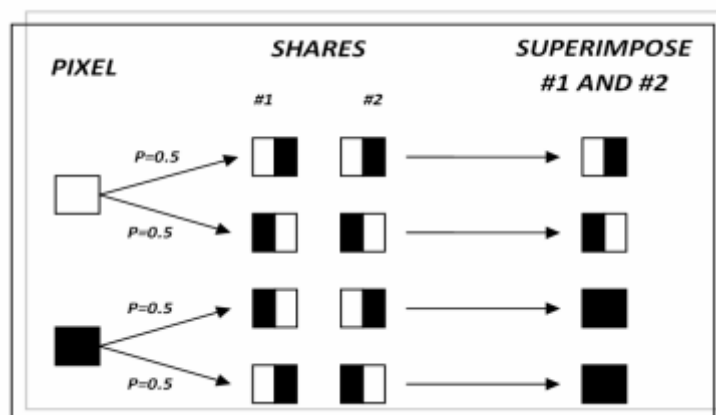 PIXEL
SHARES
SUPERIMPOSE
#1 AND #2
#1
#2
P=0.5
P=0.5
P=0.5
P=0.5